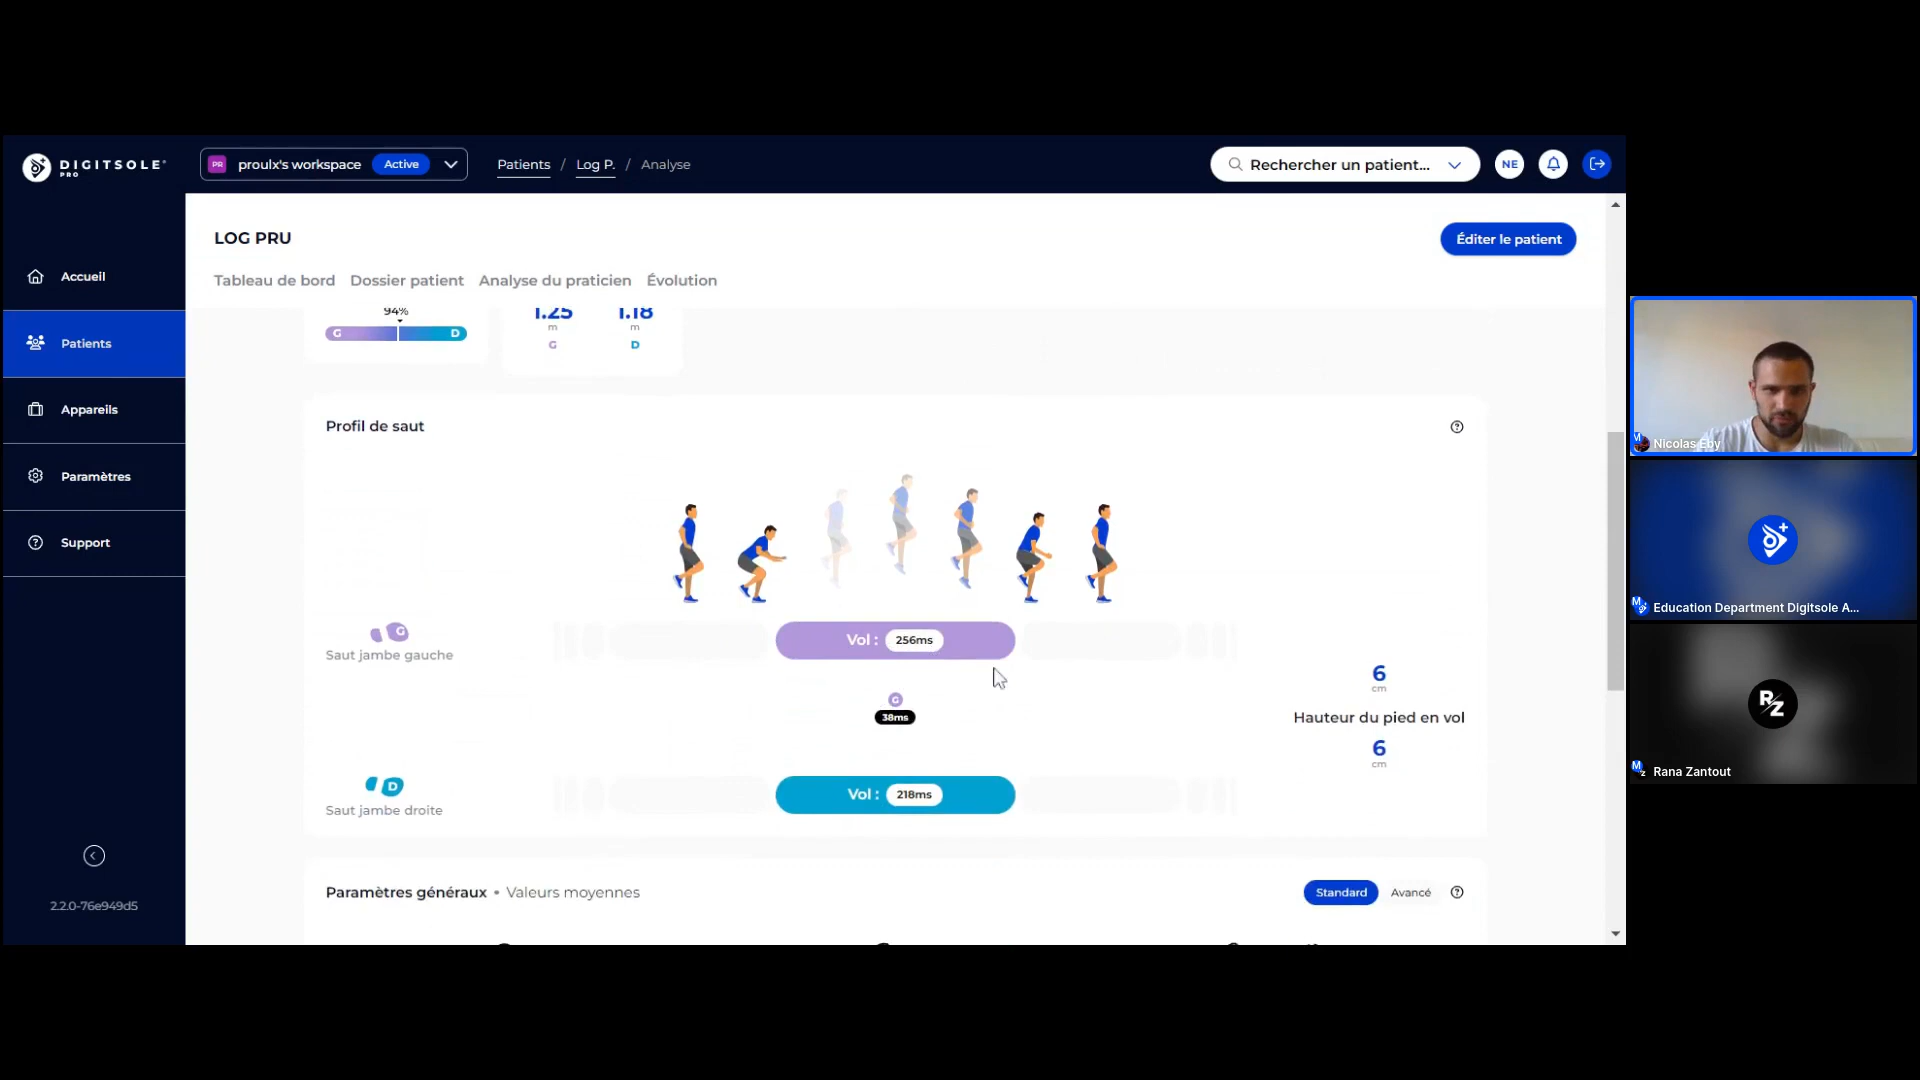 DIGITSOLE
PRO
PR proulx's workspace Active
Patients / Log P. / Analyse
Rechercher un patient...
NE
LOG PRU
Éditer le patient
Tableau de bord Dossier patient Analyse du praticien Évolution
Accueil
Patients
Appareils
Paramètres
Support
2.2.0-76e949d5
94%
G D
1.25 1.18
m m
G D
Profil de saut
G
Saut jambe gauche
Vol : 256ms
G
38ms
6
cm
Hauteur du pied en vol
6
cm
D
Saut jambe droite
Vol : 218ms
Paramètres généraux • Valeurs moyennes
Standard Avancé
Nicolas Eby
Education Department Digitsole A...
RZ
Rana Zantout